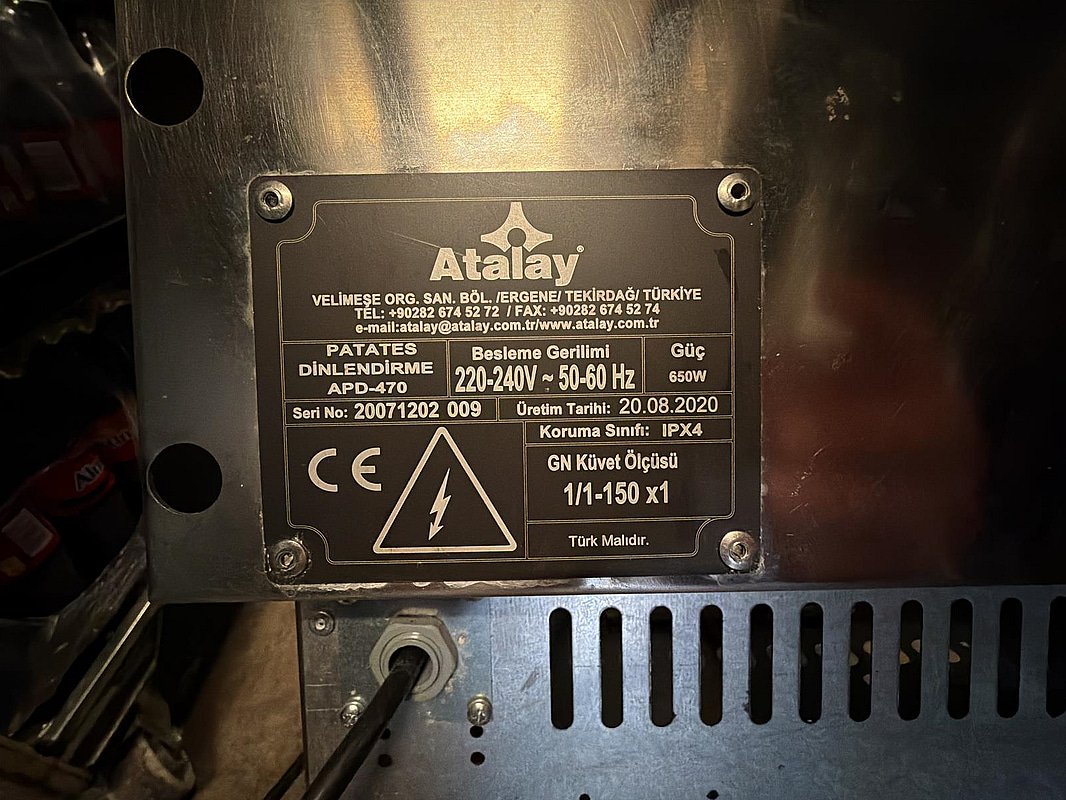 Atalay®
VELİMEŞE ORG. SAN. BÖL. /ERGENE/ TEKİRDAĞ/ TÜRKİYE
TEL: +90282 674 52 72 / FAX: +90282 674 52 74
e-mail:atalay@atalay.com.tr/www.atalay.com.tr
PATATES
DİNLENDİRME
APD-470
Besleme Gerilimi
220-240V ~ 50-60 Hz
Güç
650W
Seri No: 20071202 009
Üretim Tarihi: 20.08.2020
Koruma Sınıfı: IPX4
CE
GN Küvet Ölçüsü
1/1-150 x1
Türk Malıdır.